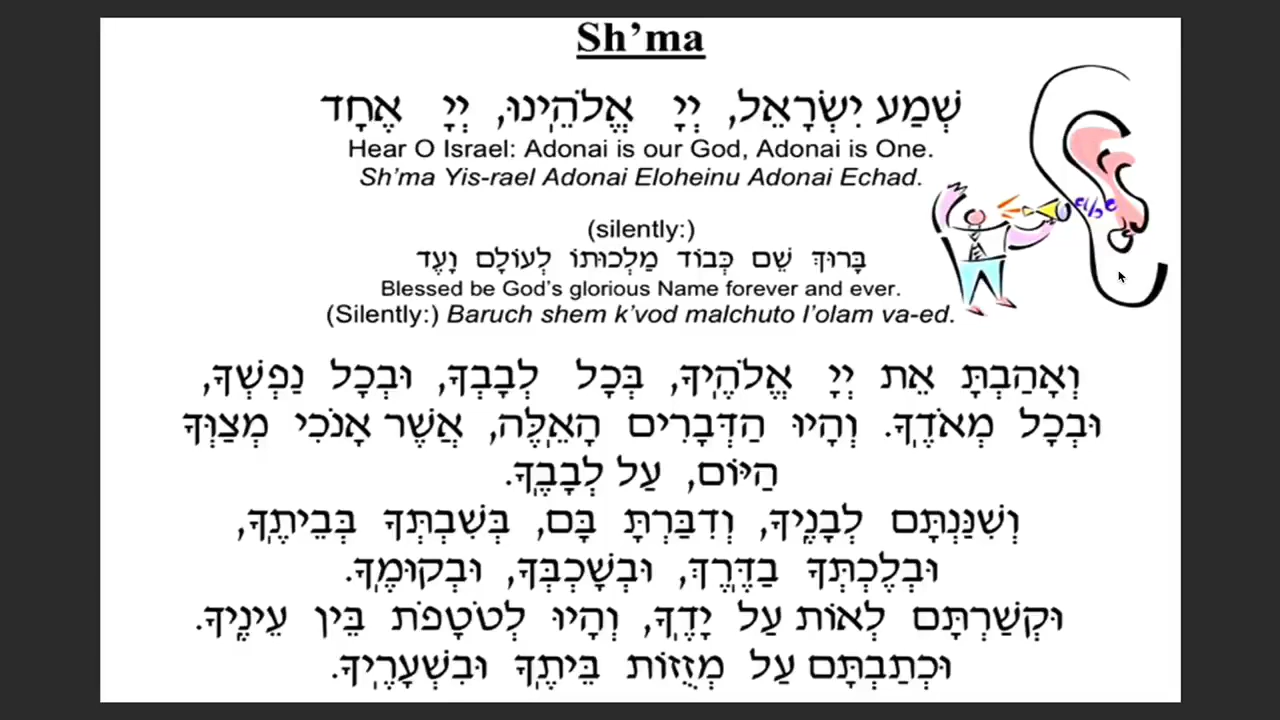 Sh’ma
שְׁמַע יִשְׂרָאֵל, יְיָ אֱלֹהֵֽינוּ, יְיָ אֶחָד
Hear O Israel: Adonai is our God, Adonai is One.
Sh’ma Yis-rael Adonai Eloheinu Adonai Echad.
(silently:)
בָּרוּךְ שֵׁם כְּבוֹד מַלְכוּתוֹ לְעוֹלָם וָעֶד
Blessed be God’s glorious Name forever and ever.
(Silently:) Baruch shem k’vod malchuto l’olam va-ed.
וְאָהַבְתָּ אֵת יְיָ אֱלֹהֶֽיךָ, בְּכָל לְבָבְךָ, וּבְכָל נַפְשְׁךָ,
וּבְכָל מְאֹדֶֽךָ. וְהָיוּ הַדְּבָרִים הָאֵֽלֶּה, אֲשֶׁר אָנֹכִי מְצַוְּךָ
הַיּוֹם, עַל לְבָבֶֽךָ.
וְשִׁנַּנְתָּם לְבָנֶֽיךָ, וְדִבַּרְתָּ בָּם, בְּשִׁבְתְּךָ בְּבֵיתֶֽךָ,
וּבְלֶכְתְּךָ בַדֶּֽרֶךְ, וּבְשָׁכְבְּךָ, וּבְקוּמֶֽךָ.
וּקְשַׁרְתָּם לְאוֹת עַל יָדֶֽךָ, וְהָיוּ לְטֹטָפֹת בֵּין עֵינֶֽיךָ.
וּכְתַבְתָּם עַל מְזֻזוֹת בֵּיתֶֽךָ וּבִשְׁעָרֶֽיךָ.